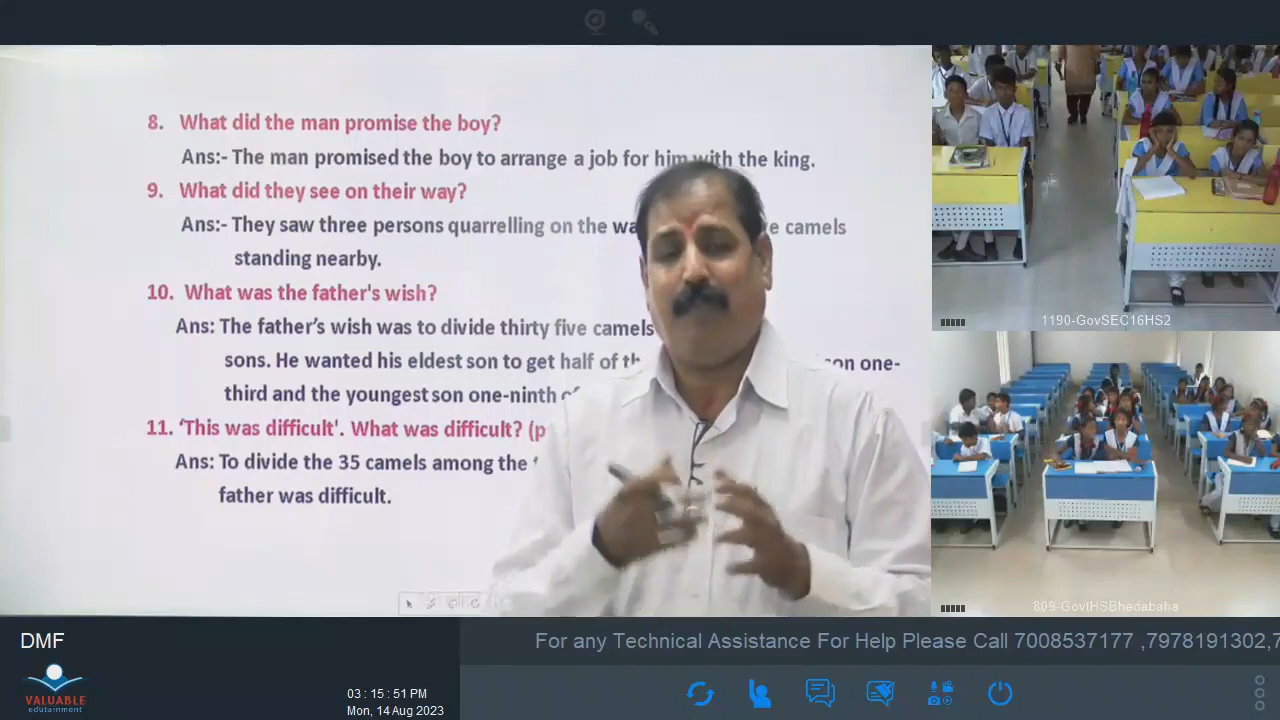 8. What did the man promise the boy?
Ans:- The man promised the boy to arrange a job for him with the king.
9. What did they see on their way?
Ans:- They saw three persons quarrelling on the camels
standing nearby.
10. What was the father's wish?
Ans: The father's wish was to divide thirty five camels
sons. He wanted his eldest son to get half of son one-
third and the youngest son one-ninth
11. 'This was difficult'. What was difficult?
Ans: To divide the 35 camels among the
father was difficult.
1190-GovSEC16HS2
809-GovtHSBhedabaha
DMF
For any Technical Assistance For Help Please Call 7008537177 ,7978191302,7
VALUABLE
edutainment
03 : 15 : 51 PM
Mon, 14 Aug 2023